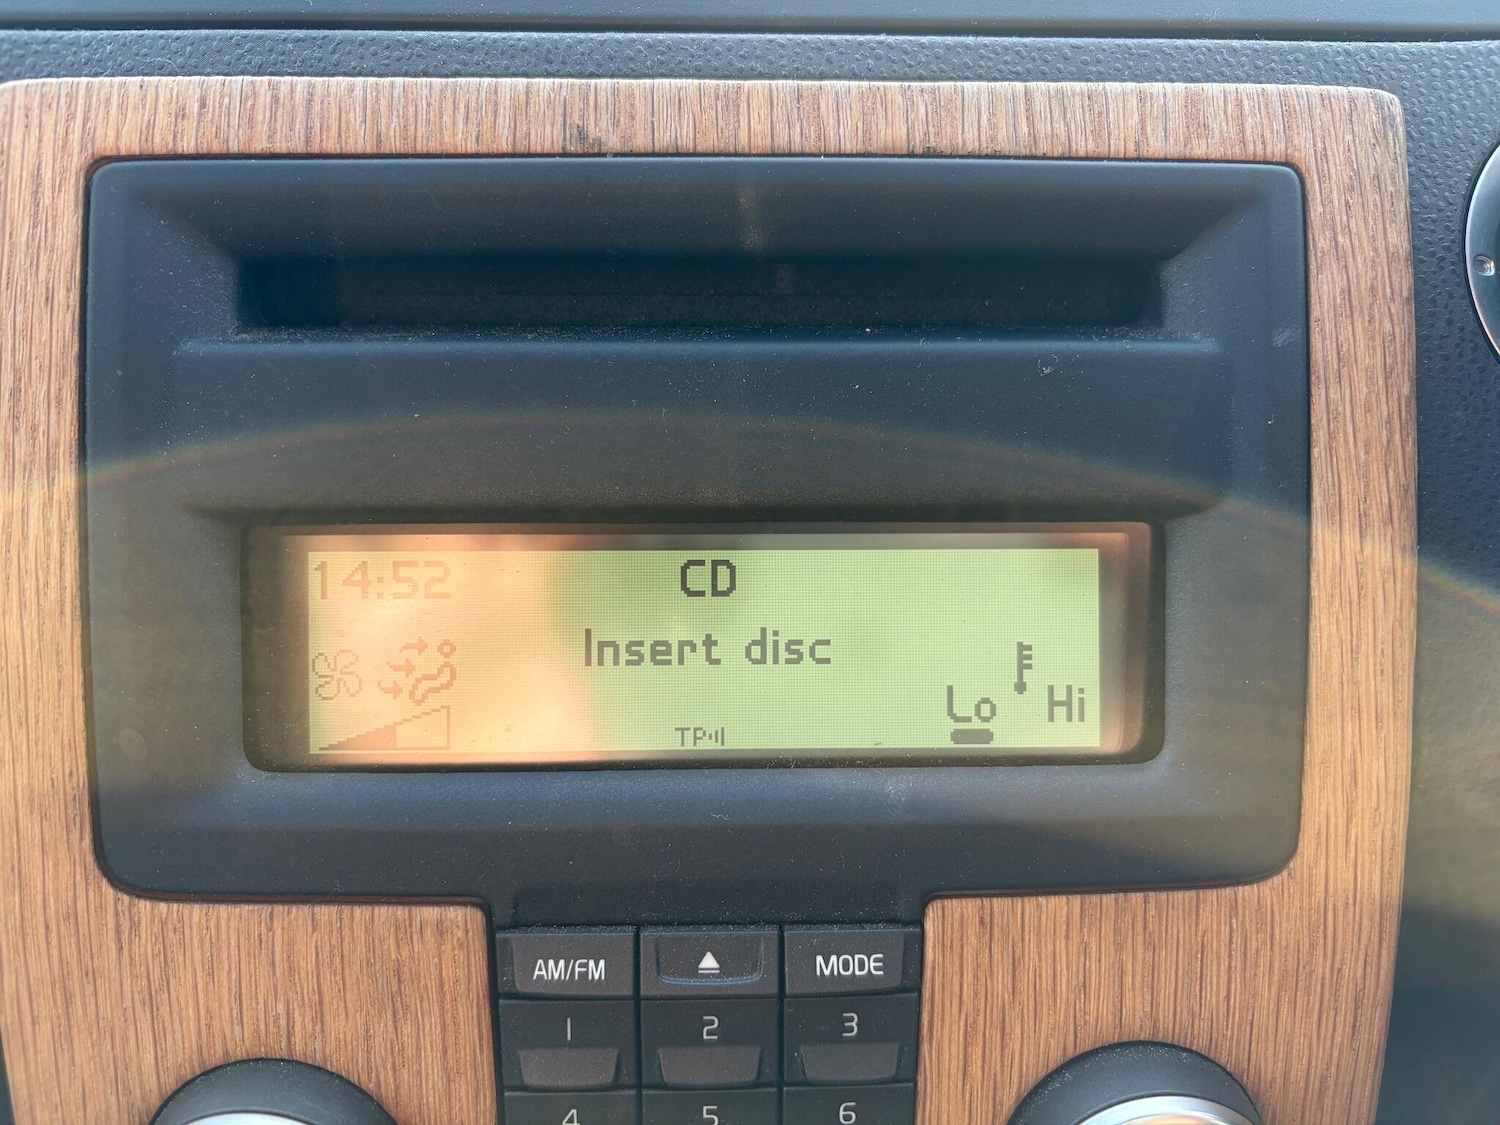 14:52
CD
Insert disc
Lo
Hi
TP
AM/FM
MODE
1
2
3
4
5
6